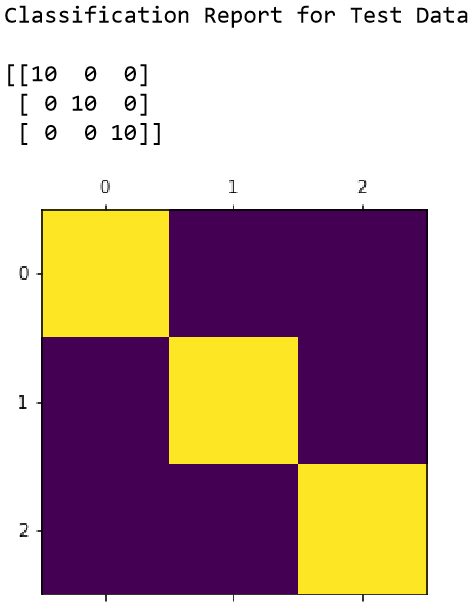 Classification Report for Test Data
[[10  0  0]
 [ 0 10  0]
 [ 0  0 10]]
0 1 2
0
1
2